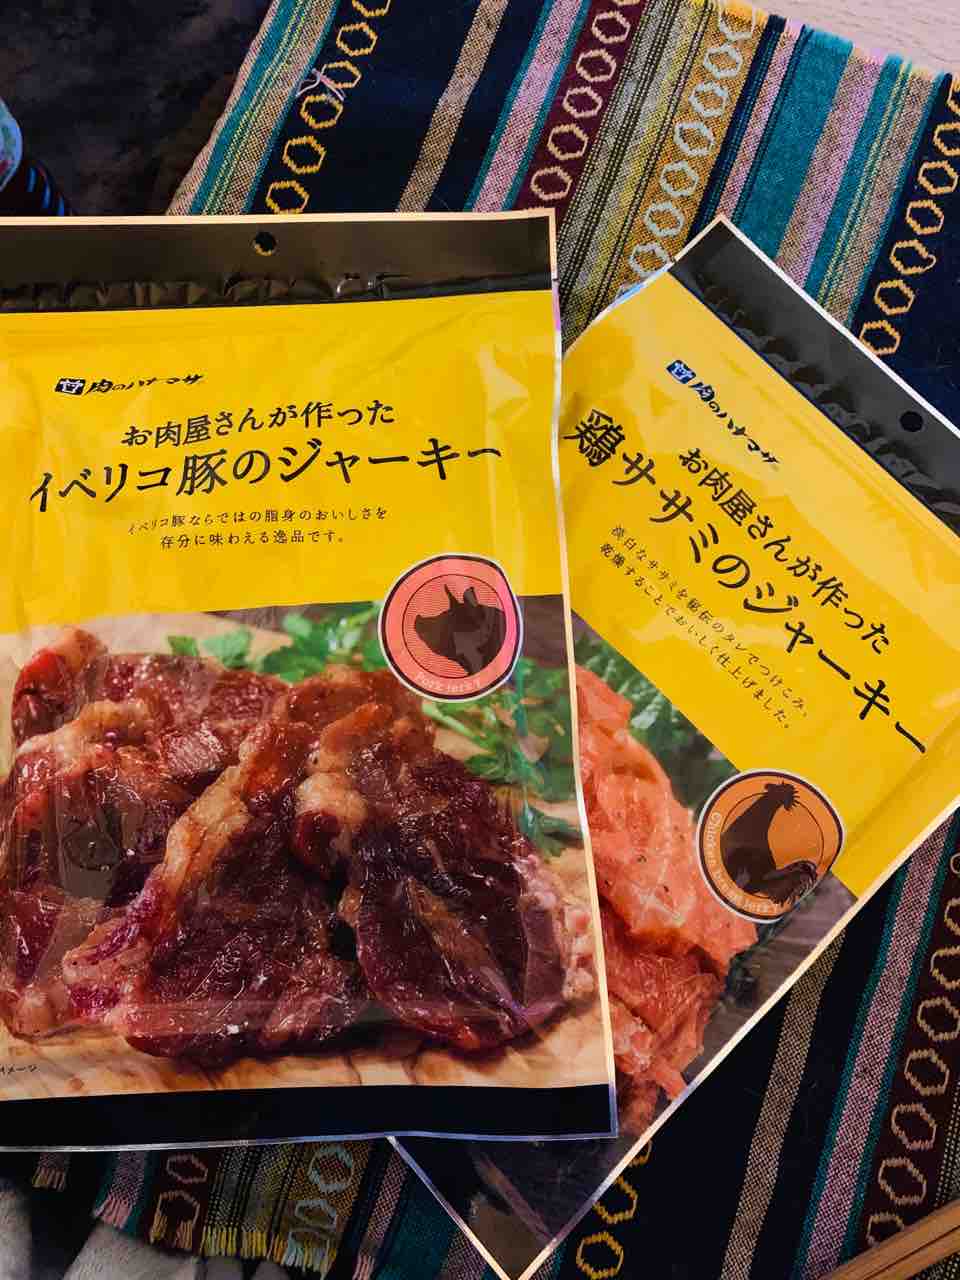 肉のハナマサ
お肉屋さんが作った
イベリコ豚のジャーキー
イベリコ豚ならではの脂身のおいしさを
存分に味わえる逸品です。
Pork Jerky
イメージ
肉のハナマサ
お肉屋さんが作った
鶏ササミのジャーキー
淡白なササミを秘伝のタレでつけこみ、
乾燥することでおいしく仕上げました。